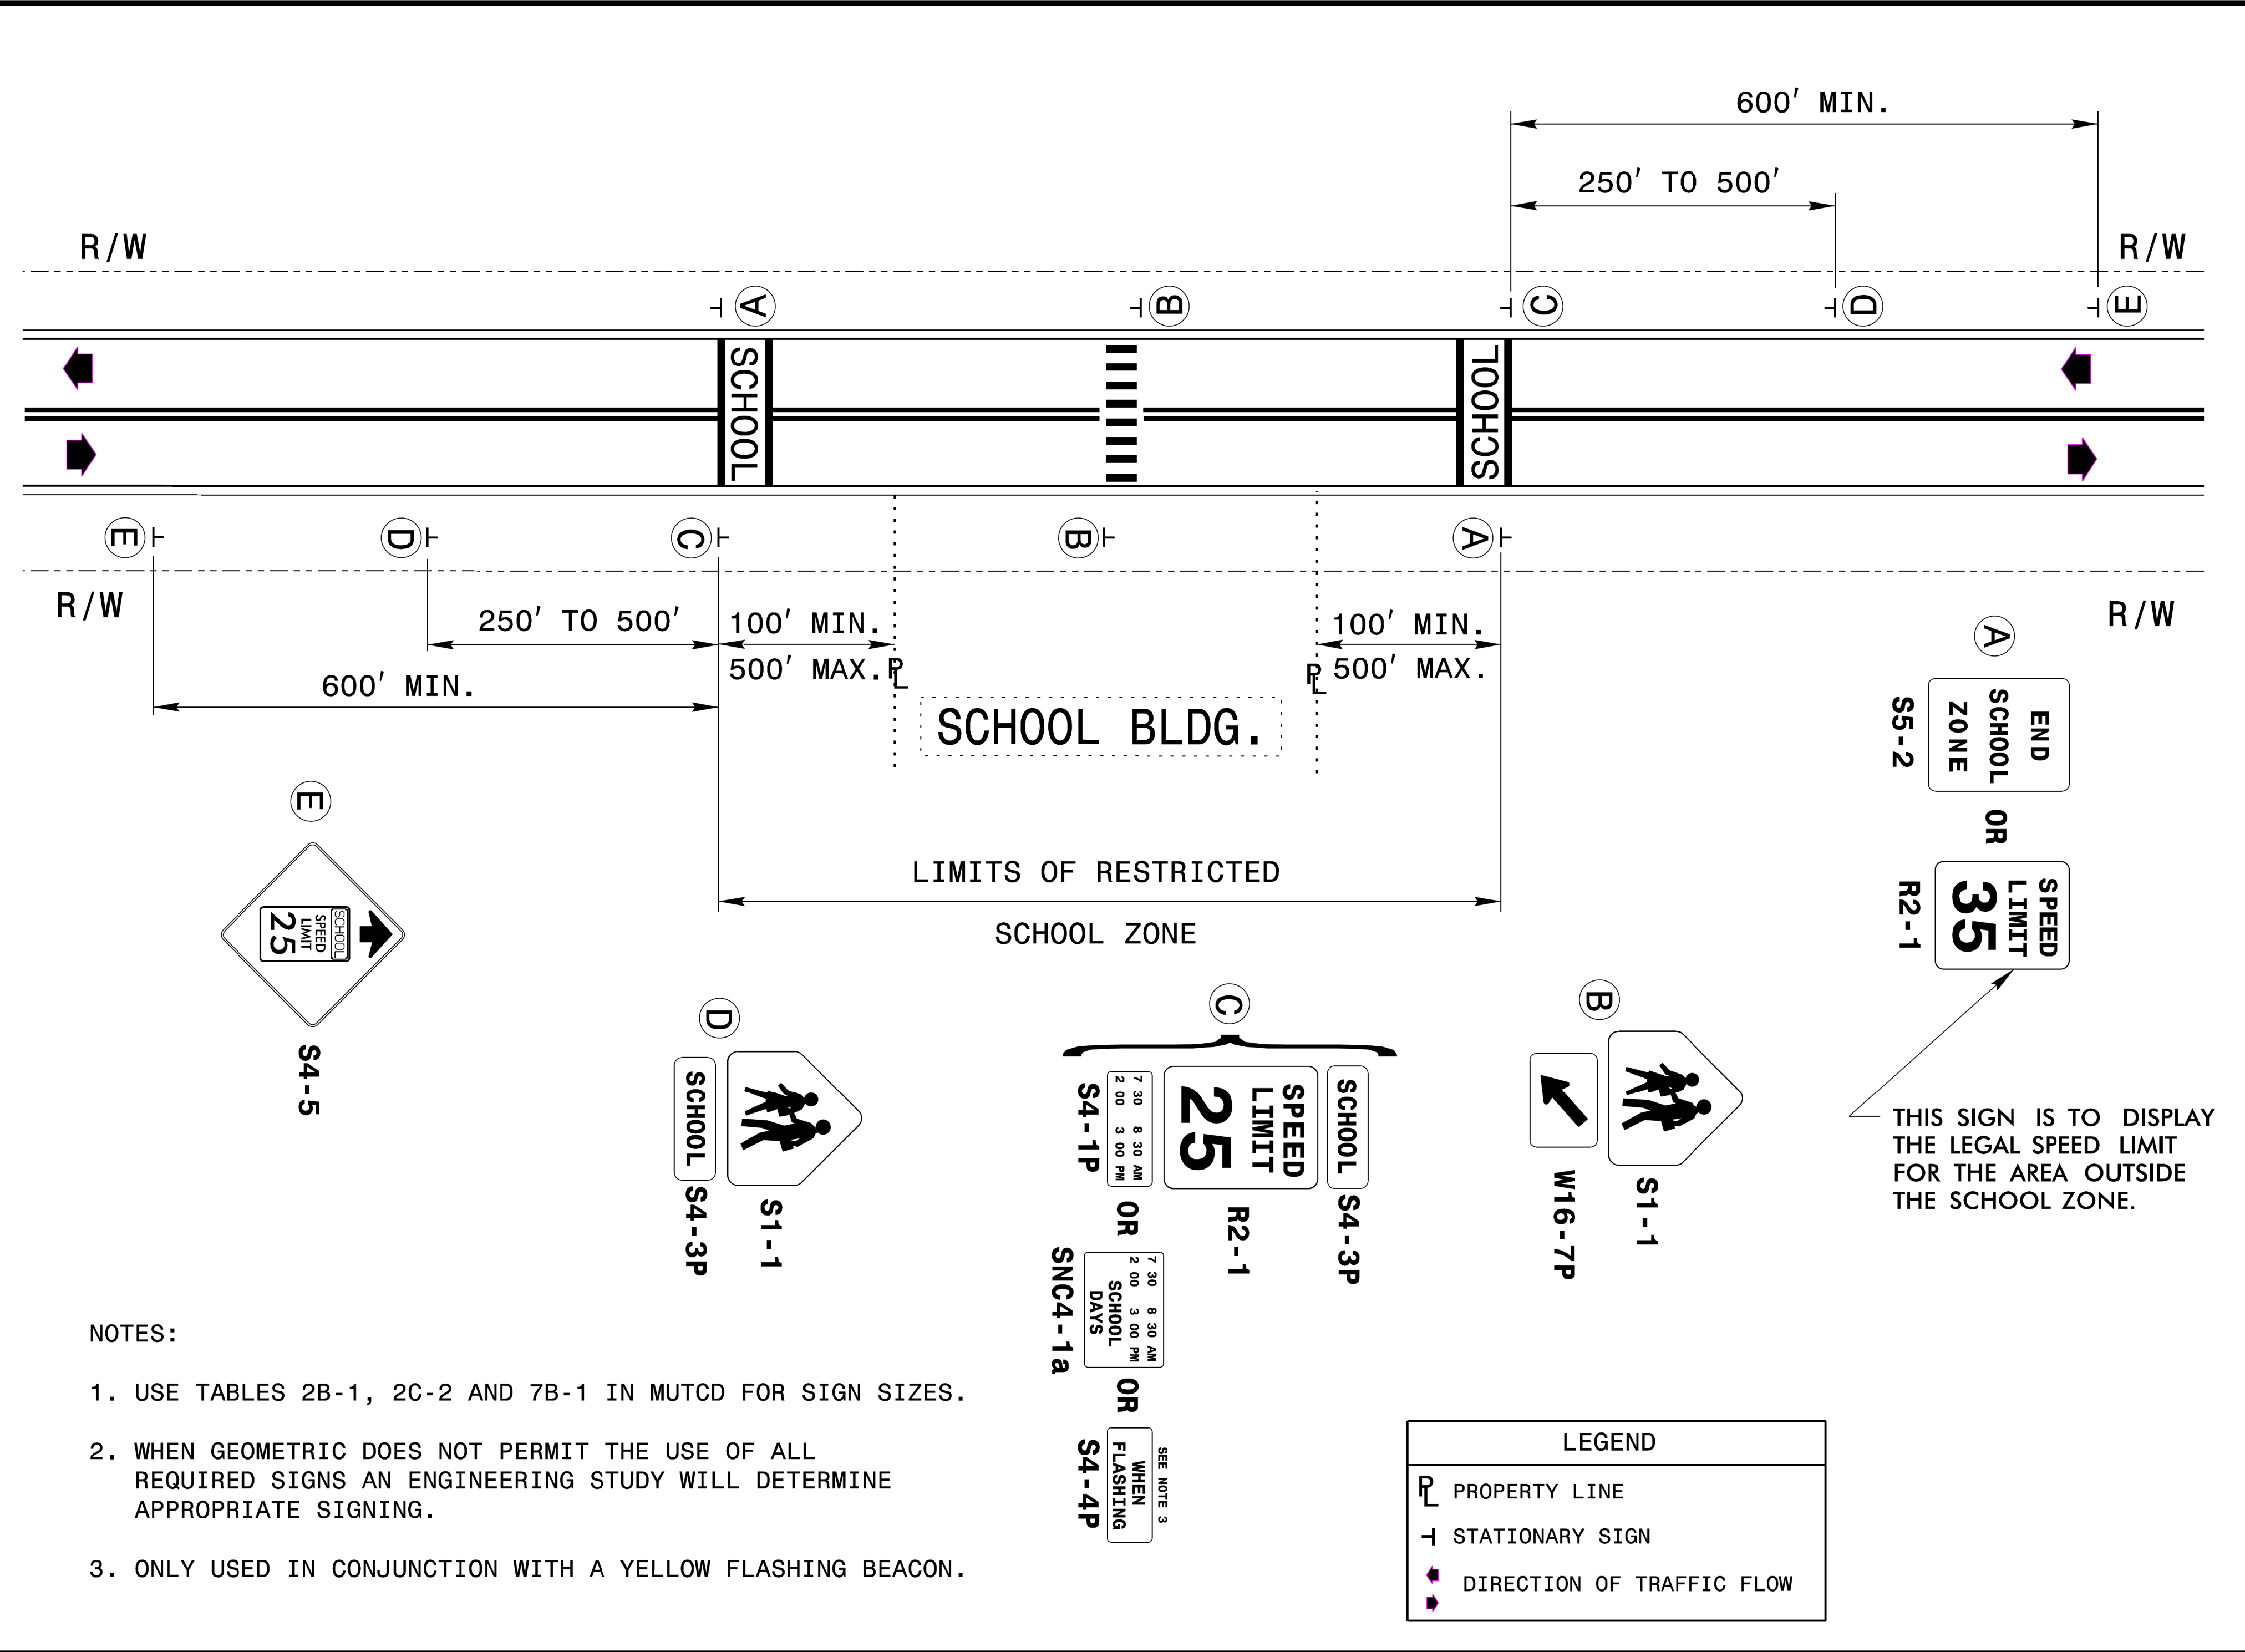 600' MIN.
250' TO 500'
R/W
R/W
A
B
C
D
E
SCHOOL
SCHOOL
E
D
C
B
A
R/W
R/W
250' TO 500'
100' MIN.
500' MAX.
PL
600' MIN.
PL
100' MIN.
500' MAX.
SCHOOL BLDG.
LIMITS OF RESTRICTED
SCHOOL ZONE
A
END
SCHOOL
ZONE
S5-2
OR
SPEED
LIMIT
35
R2-1
THIS SIGN IS TO DISPLAY
THE LEGAL SPEED LIMIT
FOR THE AREA OUTSIDE
THE SCHOOL ZONE.
E
SCHOOL
SPEED
LIMIT
25
S4-5
D
S1-1
SCHOOL
S4-3P
C
SCHOOL
S4-3P
SPEED
LIMIT
25
R2-1
7 30 8 30 AM
2 00 3 00 PM
S4-1P
OR
7 30 8 30 AM
2 00 3 00 PM
SCHOOL
DAYS
SNC4-1a
OR
SEE NOTE 3
WHEN
FLASHING
S4-4P
B
S1-1
W16-7P
NOTES:
1. USE TABLES 2B-1, 2C-2 AND 7B-1 IN MUTCD FOR SIGN SIZES.
2. WHEN GEOMETRIC DOES NOT PERMIT THE USE OF ALL
REQUIRED SIGNS AN ENGINEERING STUDY WILL DETERMINE
APPROPRIATE SIGNING.
3. ONLY USED IN CONJUNCTION WITH A YELLOW FLASHING BEACON.
LEGEND
PL PROPERTY LINE
STATIONARY SIGN
DIRECTION OF TRAFFIC FLOW